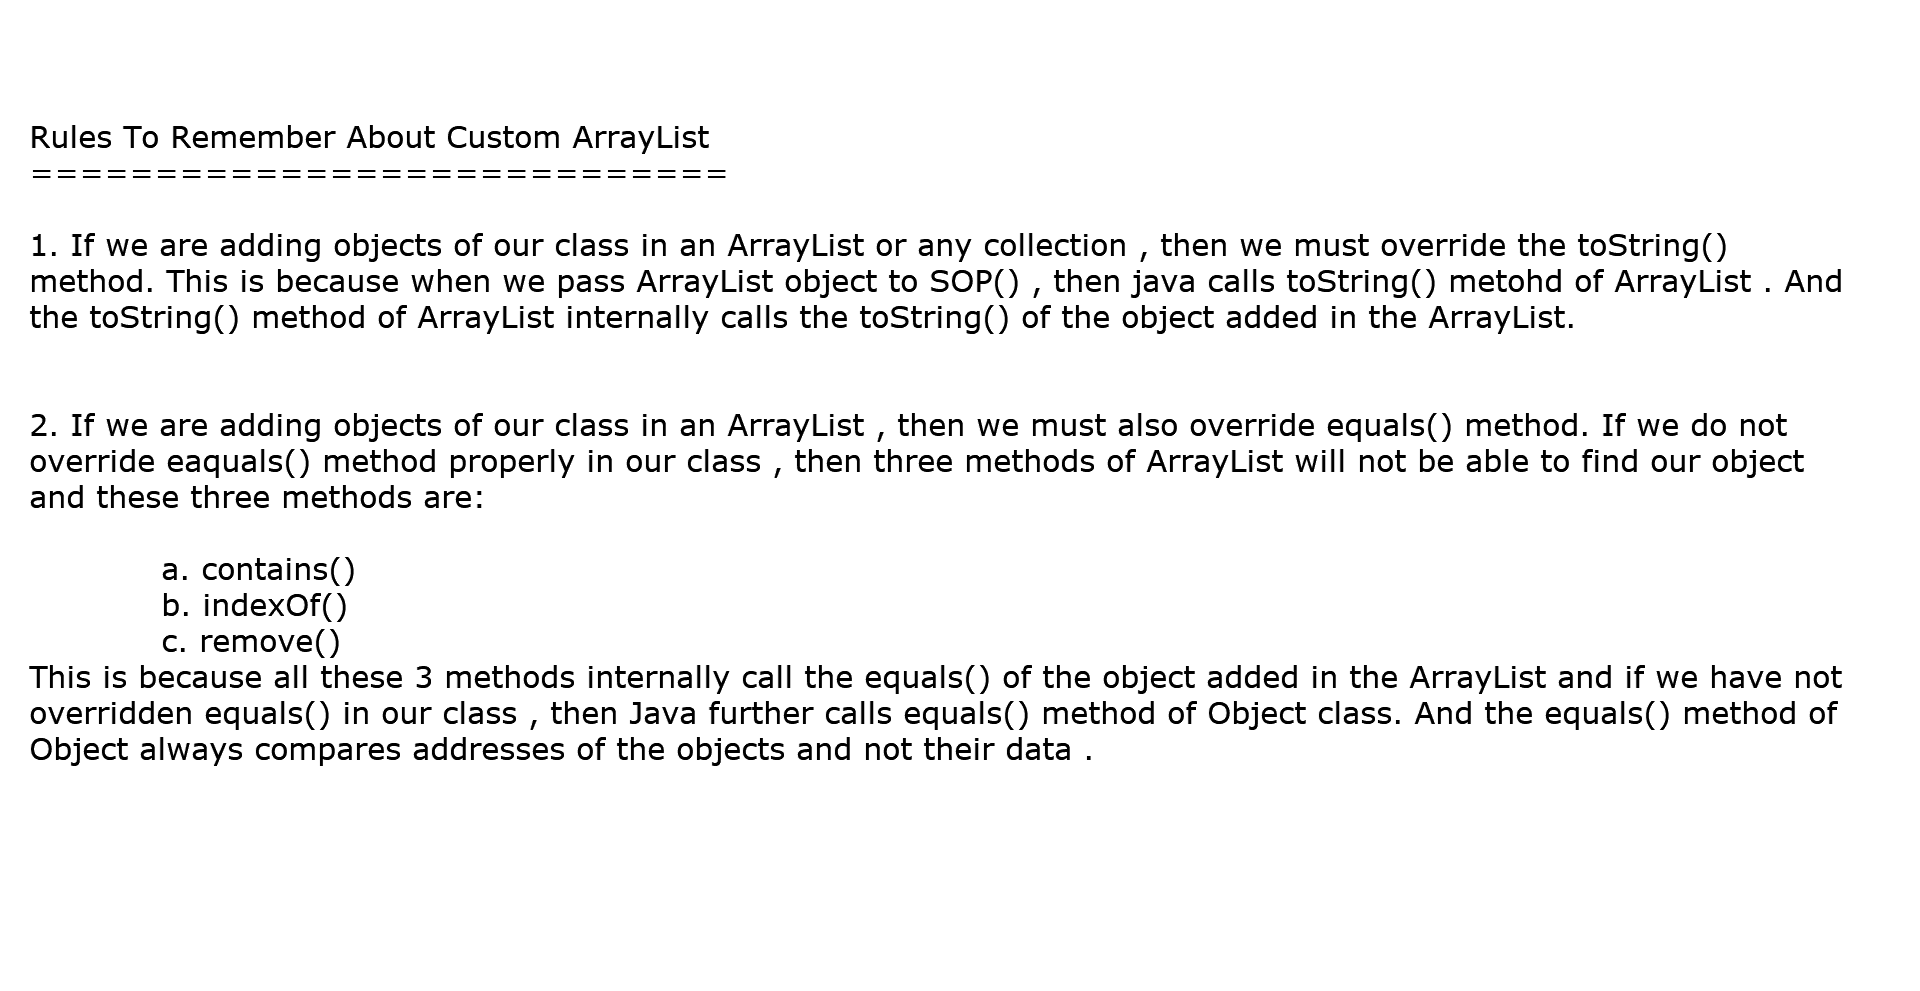 Rules To Remember About Custom ArrayList
============================
1. If we are adding objects of our class in an ArrayList or any collection , then we must override the toString()
method. This is because when we pass ArrayList object to SOP() , then java calls toString() metohd of ArrayList . And
the toString() method of ArrayList internally calls the toString() of the object added in the ArrayList.
2. If we are adding objects of our class in an ArrayList , then we must also override equals() method. If we do not
override eaquals() method properly in our class , then three methods of ArrayList will not be able to find our object
and these three methods are:
a. contains()
b. indexOf()
c. remove()
This is because all these 3 methods internally call the equals() of the object added in the ArrayList and if we have not
overridden equals() in our class , then Java further calls equals() method of Object class. And the equals() method of
Object always compares addresses of the objects and not their data .